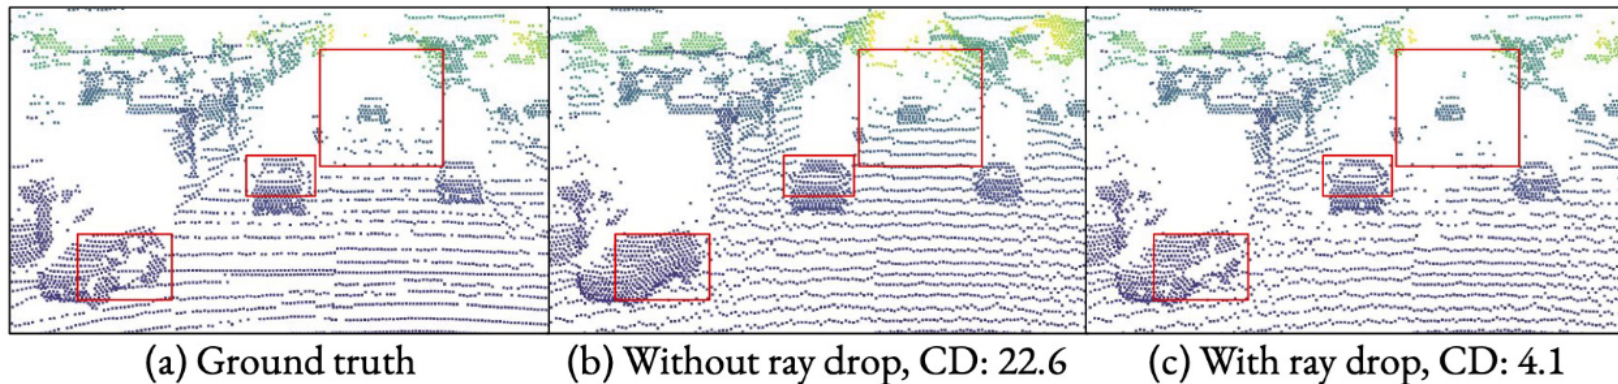 (a) Ground truth
(b) Without ray drop, CD: 22.6
(c) With ray drop, CD: 4.1